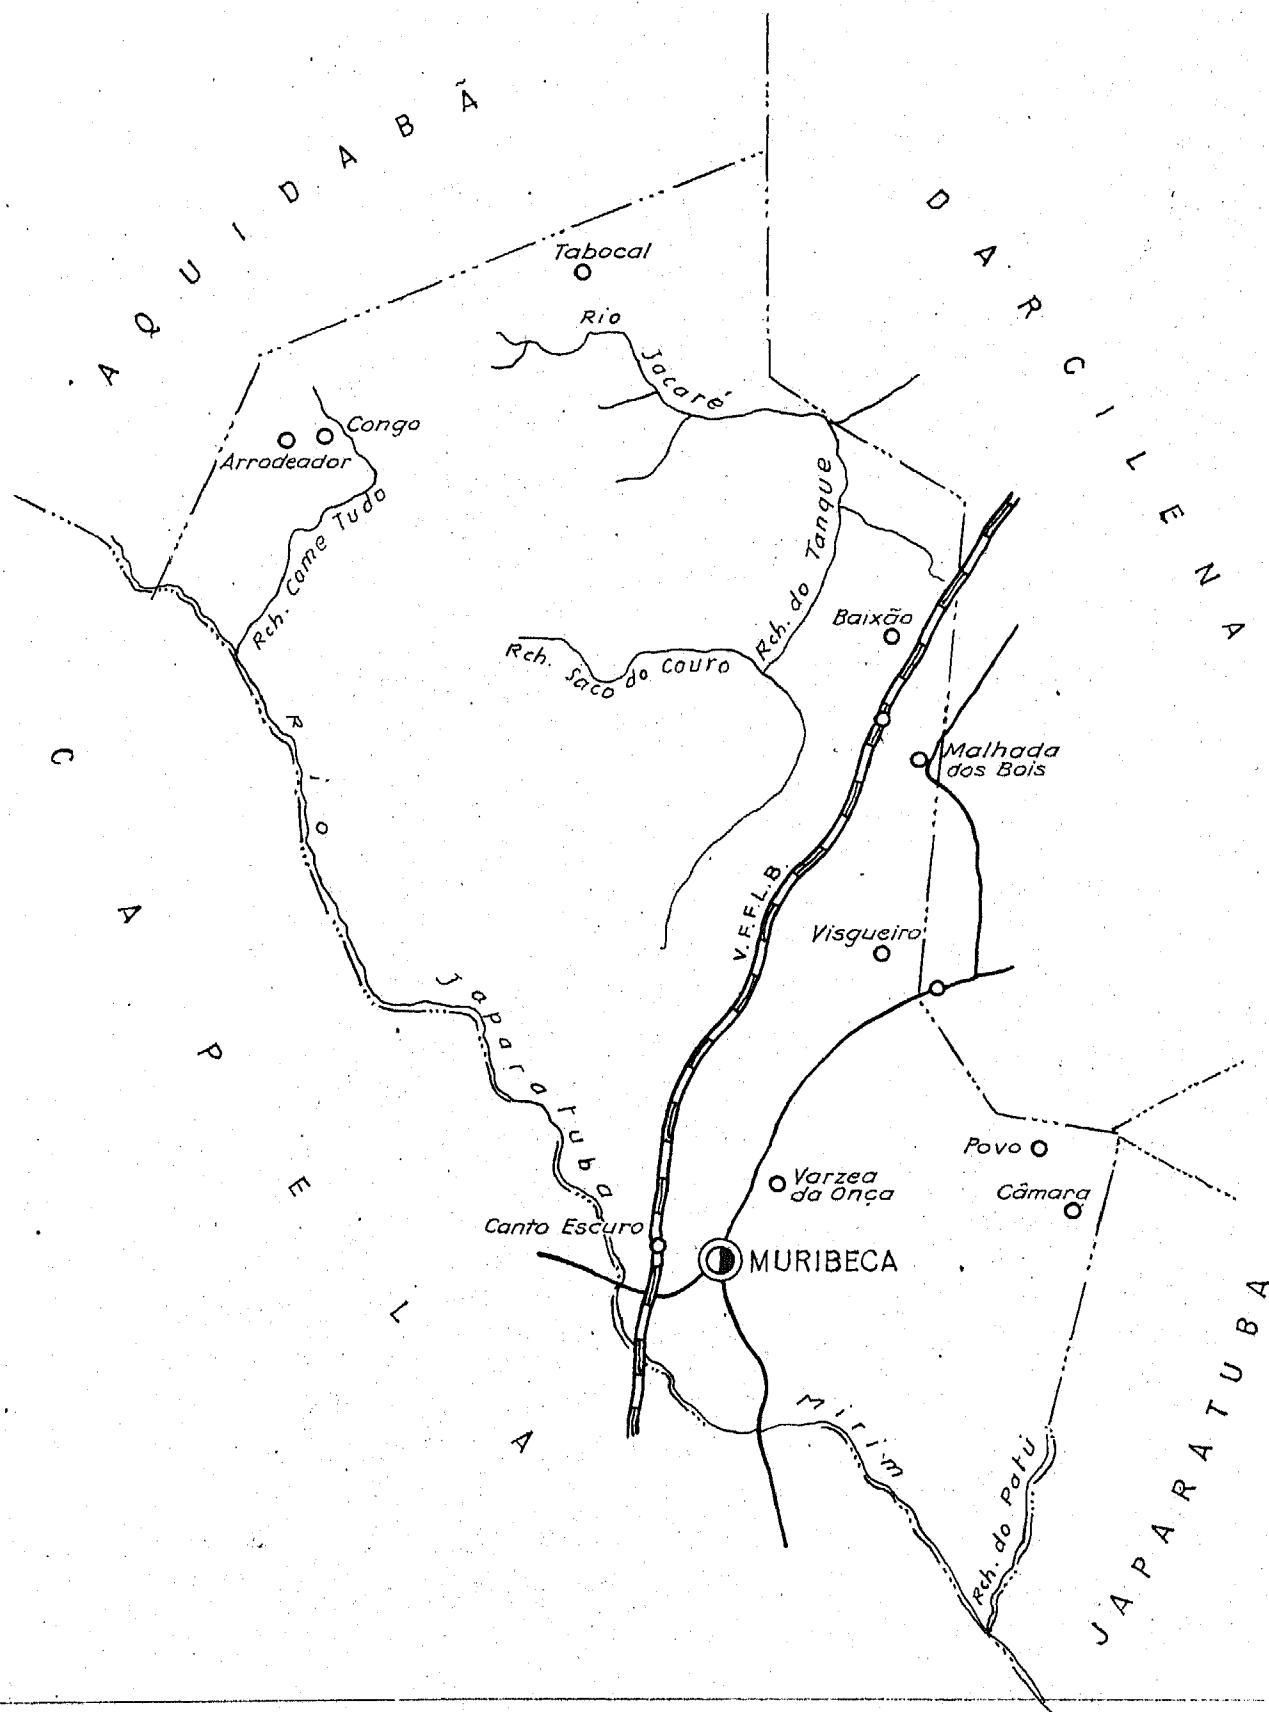 AQUIDABÃ
DARCILENA
Tabocal
Rio
Jacaré
Congo
Arrodeador
Rch. Come Tudo
Rch. do Tanque
Baixão
Rch. Saco do Couro
Rio
Malhada
dos Bois
V.F.F.L.B.
Visgueiro
CAPELA
Japaratuba
Povo
Câmara
Varzea
da Onça
Canto Escuro
MURIBECA
Mirim
Rch. do Patú
JAPARATUBA